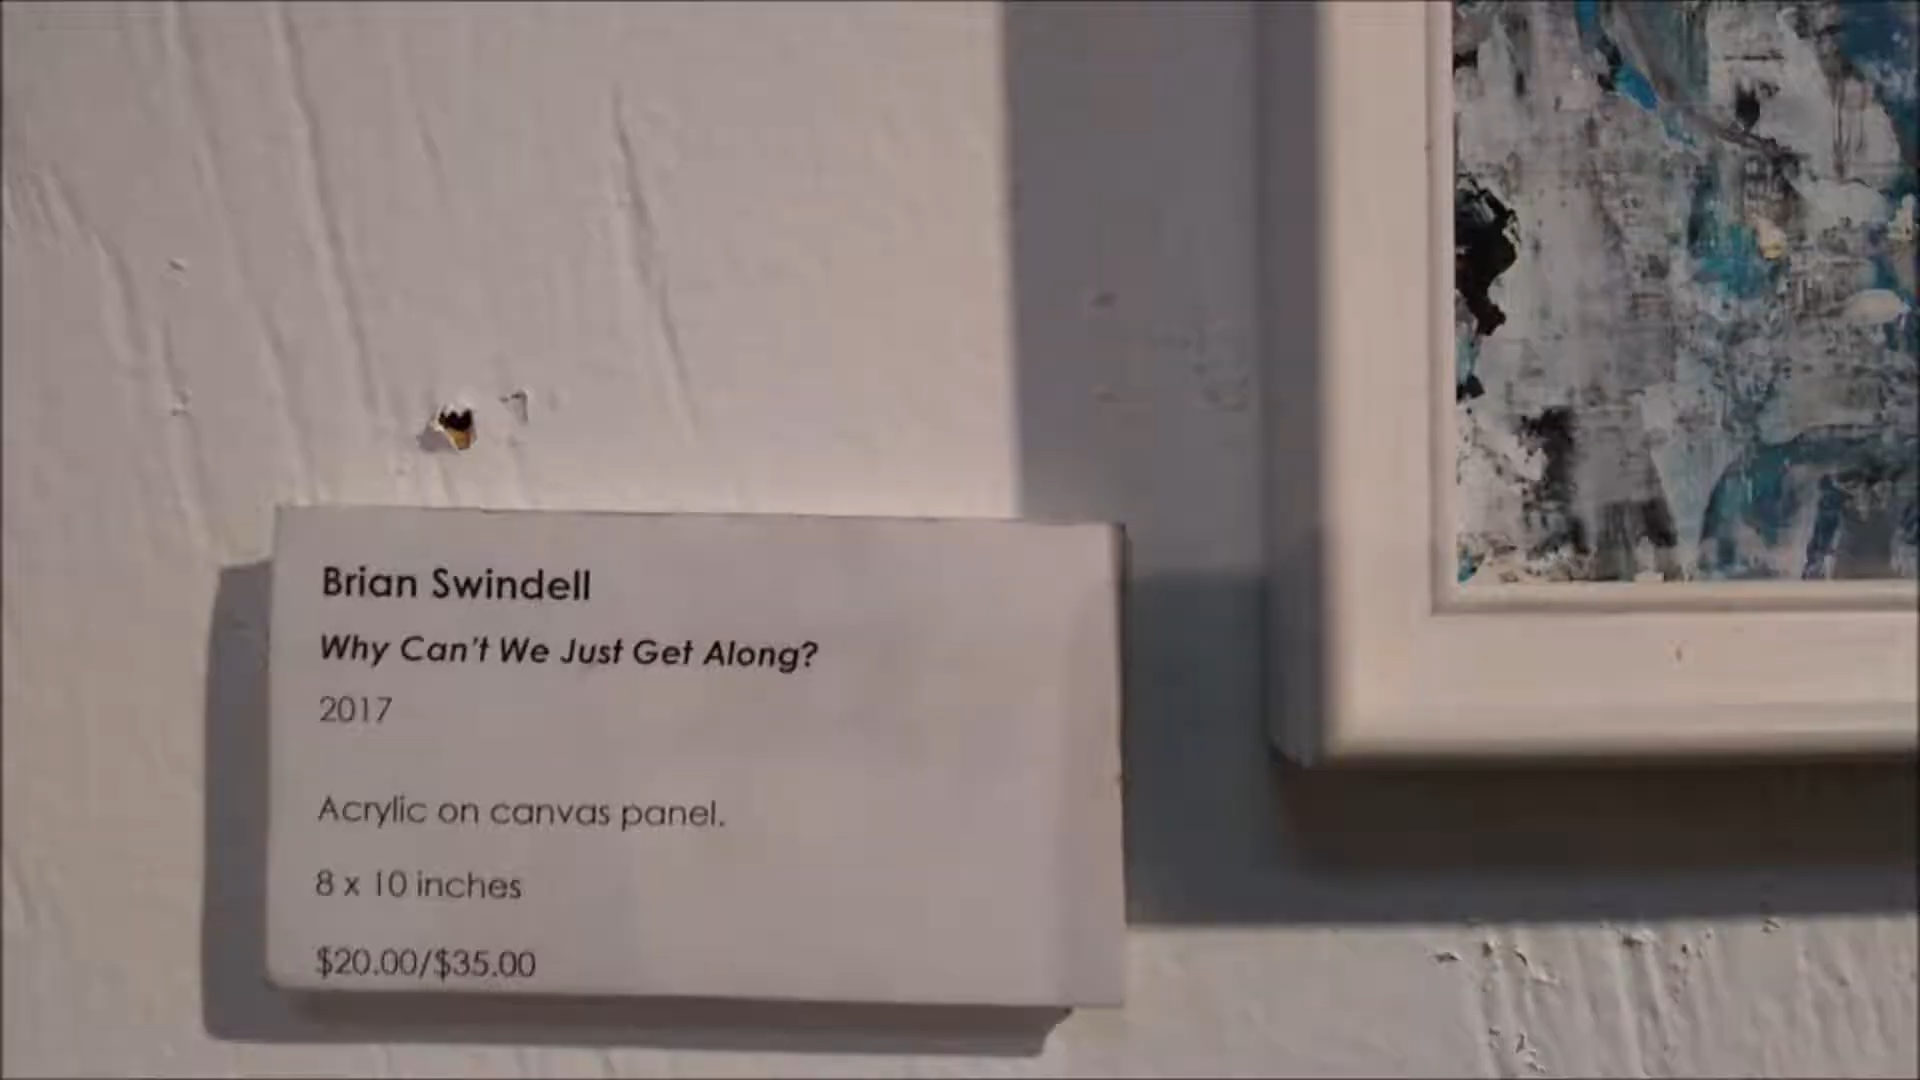 Brian Swindell
Why Can't We Just Get Along?
2017
Acrylic on canvas panel.
8 x 10 inches
$20.00/$35.00